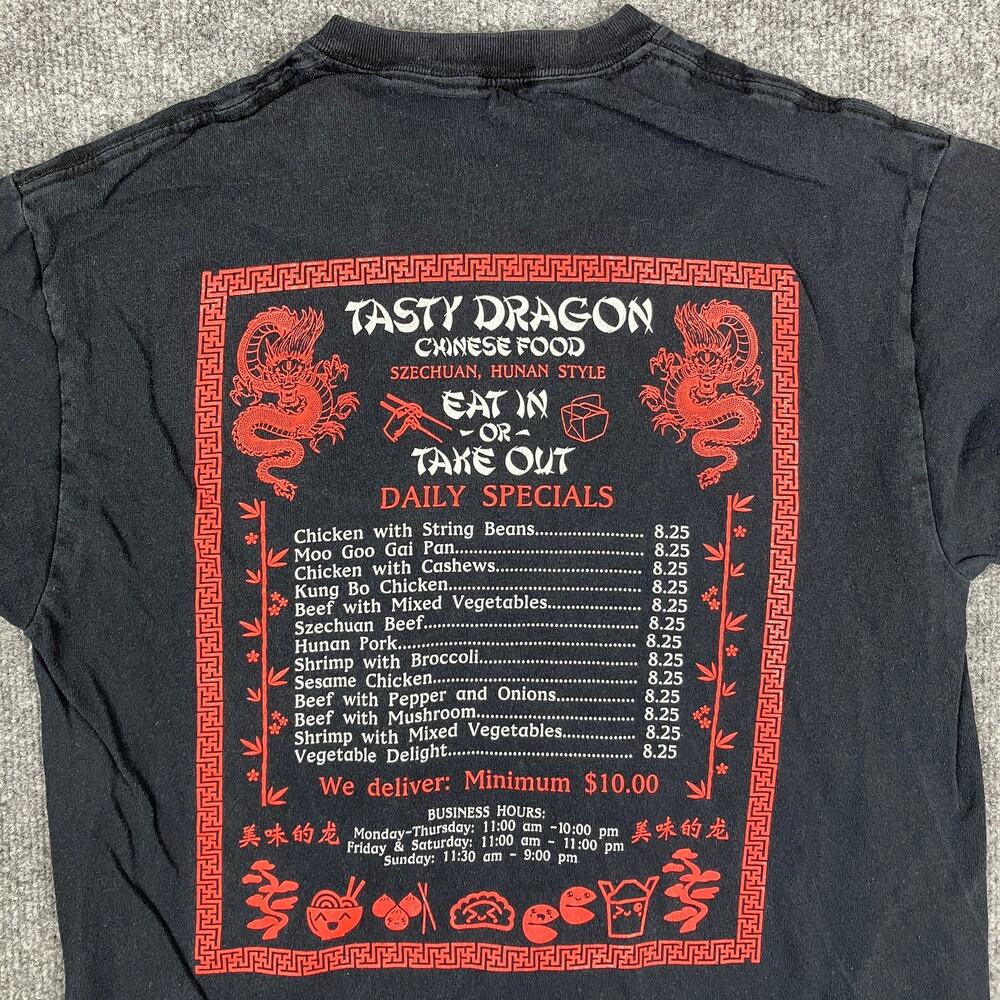 TASTY DRAGON
CHINESE FOOD
SZECHUAN, HUNAN STYLE
EAT IN
- OR -
TAKE OUT
DAILY SPECIALS
Chicken with String Beans........................ 8.25
Moo Goo Gai Pan........................................ 8.25
Chicken with Cashews................................ 8.25
Kung Bo Chicken......................................... 8.25
Beef with Mixed Vegetables...................... 8.25
Szechuan Beef.............................................. 8.25
Hunan Pork.................................................... 8.25
Shrimp with Broccoli................................... 8.25
Sesame Chicken............................................ 8.25
Beef with Pepper and Onions.................... 8.25
Beef with Mushroom................................... 8.25
Shrimp with Mixed Vegetables.................. 8.25
Vegetable Delight......................................... 8.25
We deliver: Minimum $10.00
BUSINESS HOURS:
美味的龙 Monday-Thursday: 11:00 am -10:00 pm 美味的龙
Friday & Saturday: 11:00 am - 11:00 pm
Sunday: 11:30 am - 9:00 pm